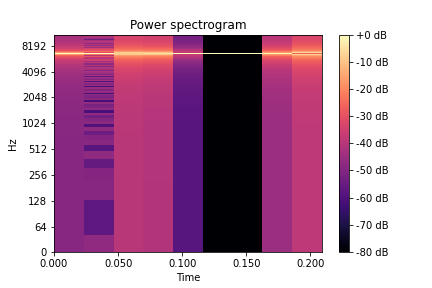 Power spectrogram
8192
4096
2048
1024
512
256
128
64
0
Hz
0.000 0.050 0.100 0.150 0.200
Time
+0 dB
-10 dB
-20 dB
-30 dB
-40 dB
-50 dB
-60 dB
-70 dB
-80 dB